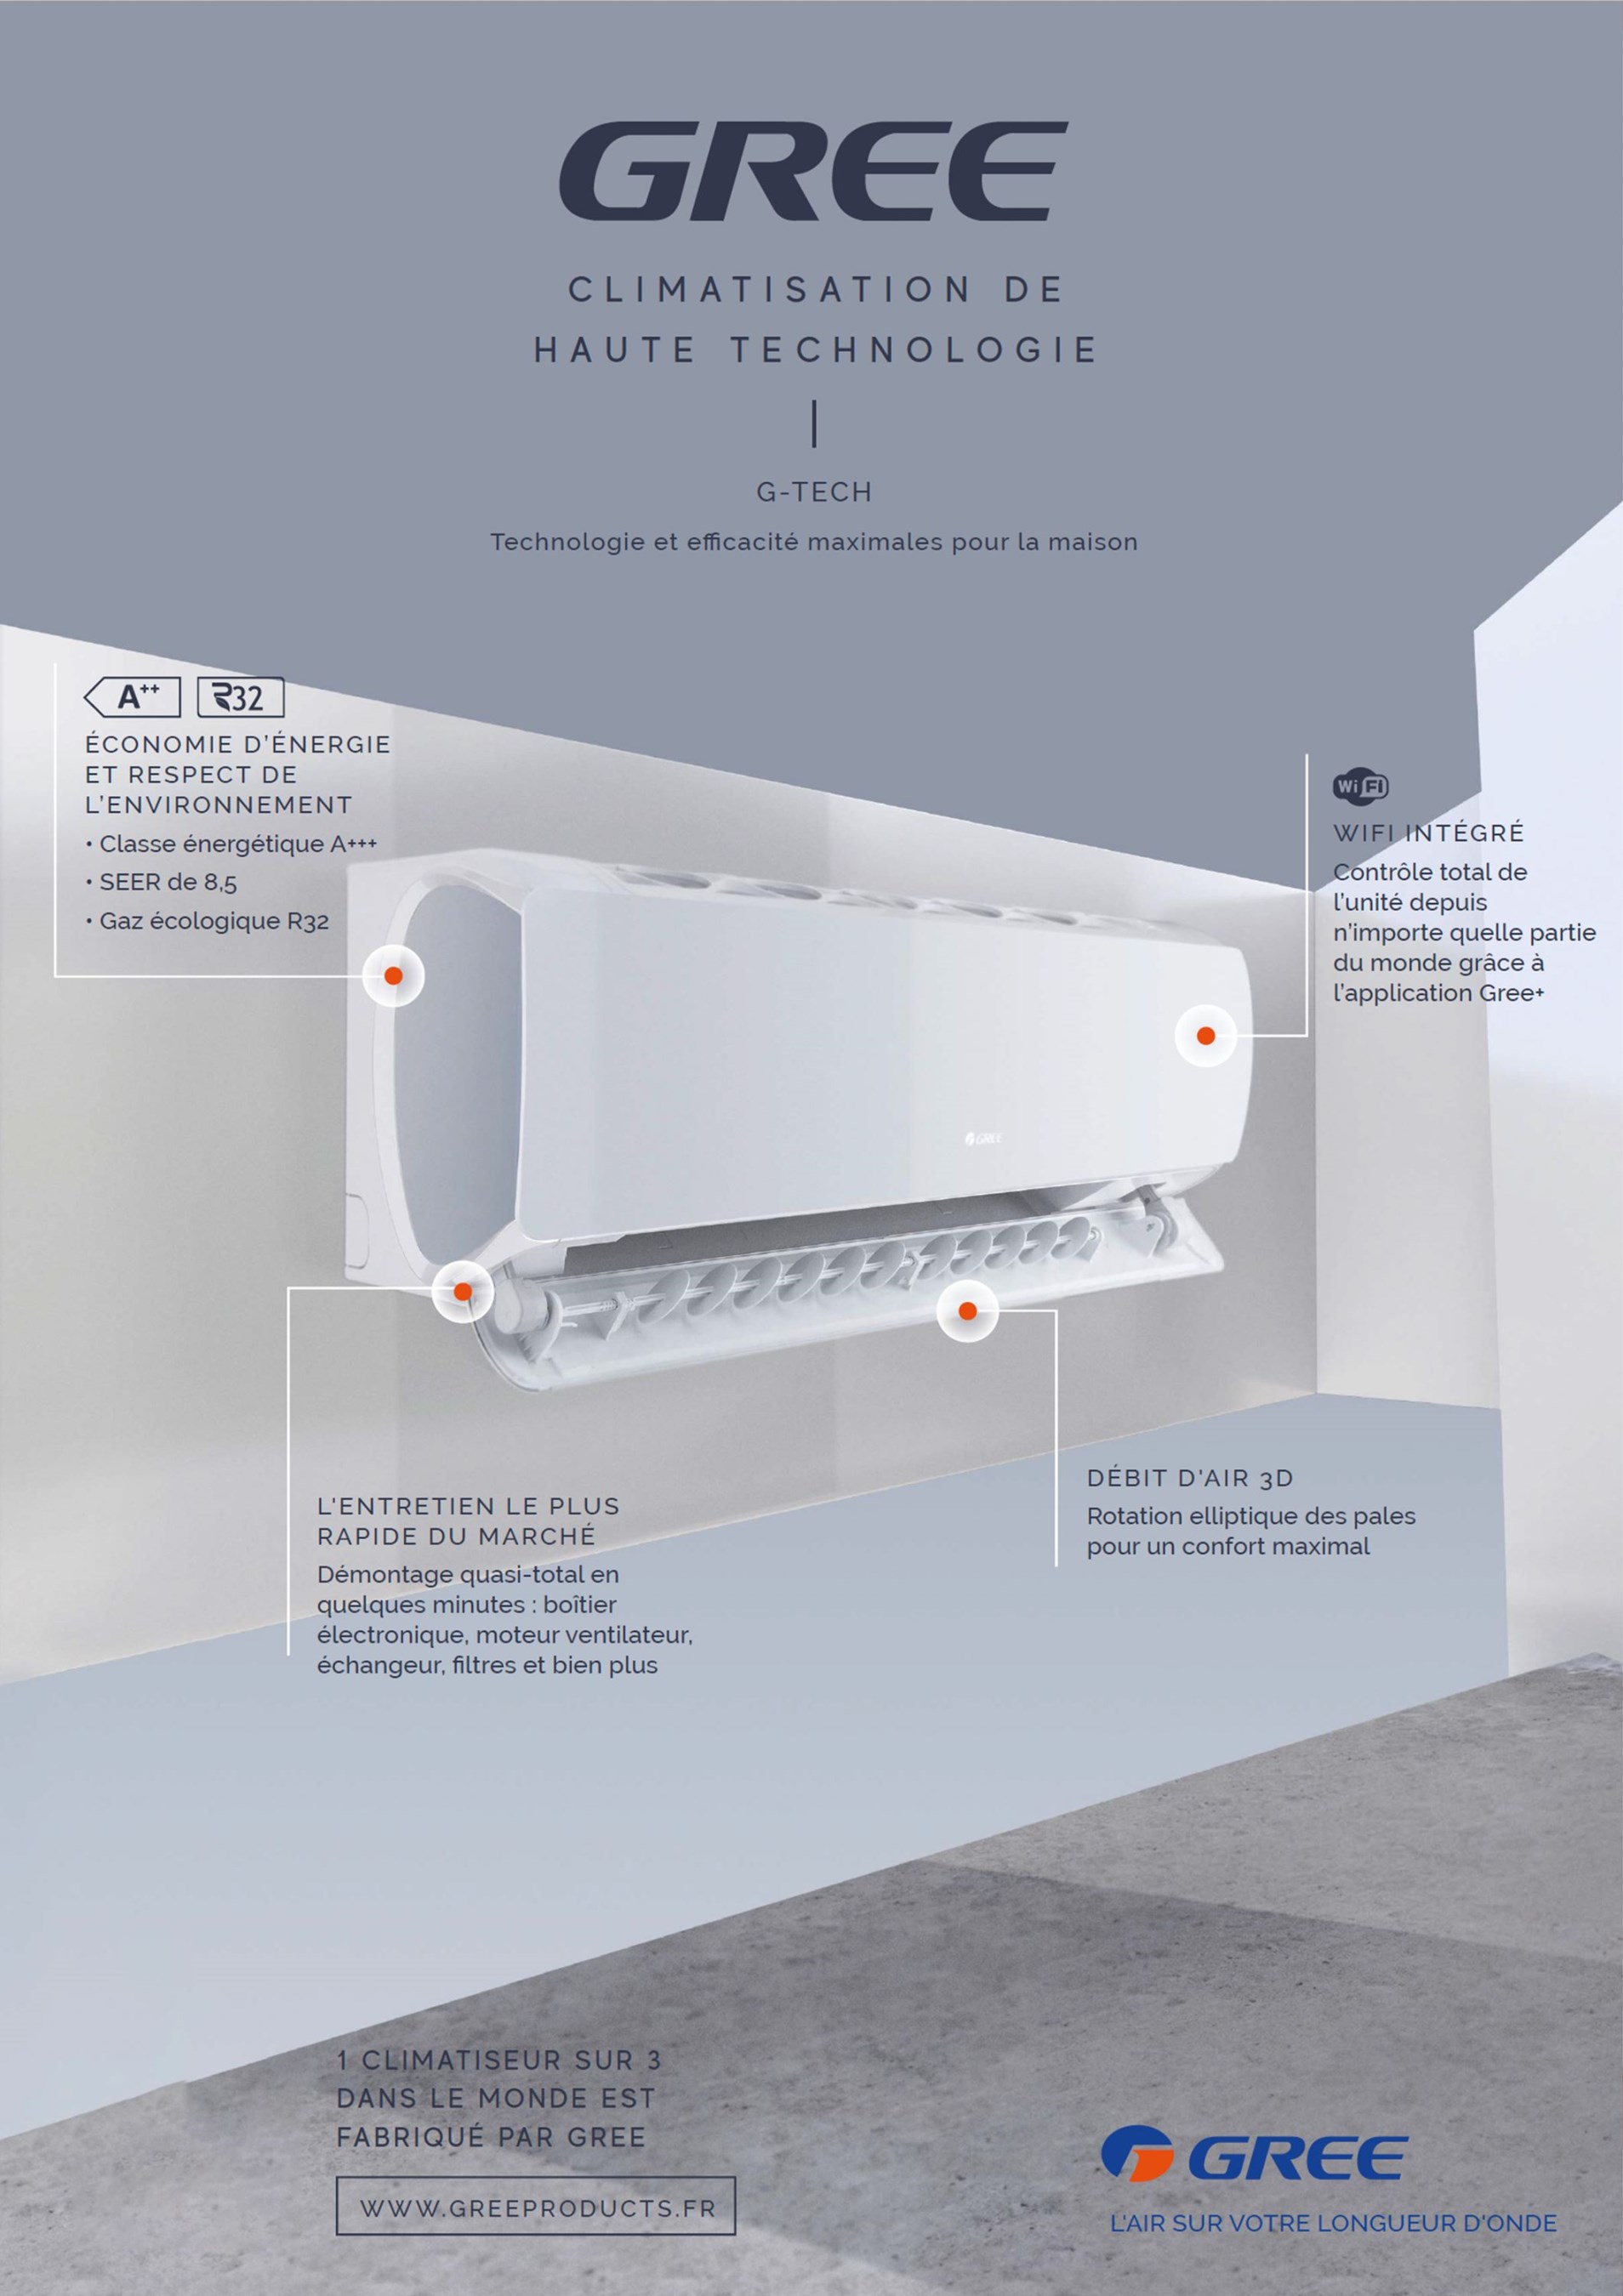 GREE
CLIMATISATION DE
HAUTE TECHNOLOGIE
G-TECH
Technologie et efficacité maximales pour la maison
A++ R32
ÉCONOMIE D'ÉNERGIE
ET RESPECT DE
L'ENVIRONNEMENT
• Classe énergétique A+++
• SEER de 8,5
• Gaz écologique R32
Wi Fi
WIFI INTÉGRÉ
Contrôle total de
l'unité depuis
n'importe quelle partie
du monde grâce à
l'application Gree+
GREE
L'ENTRETIEN LE PLUS
RAPIDE DU MARCHÉ
Démontage quasi-total en
quelques minutes : boîtier
électronique, moteur ventilateur,
échangeur, filtres et bien plus
DÉBIT D'AIR 3D
Rotation elliptique des pales
pour un confort maximal
1 CLIMATISEUR SUR 3
DANS LE MONDE EST
FABRIQUÉ PAR GREE
WWW.GREEPRODUCTS.FR
GREE
L'AIR SUR VOTRE LONGUEUR D'ONDE